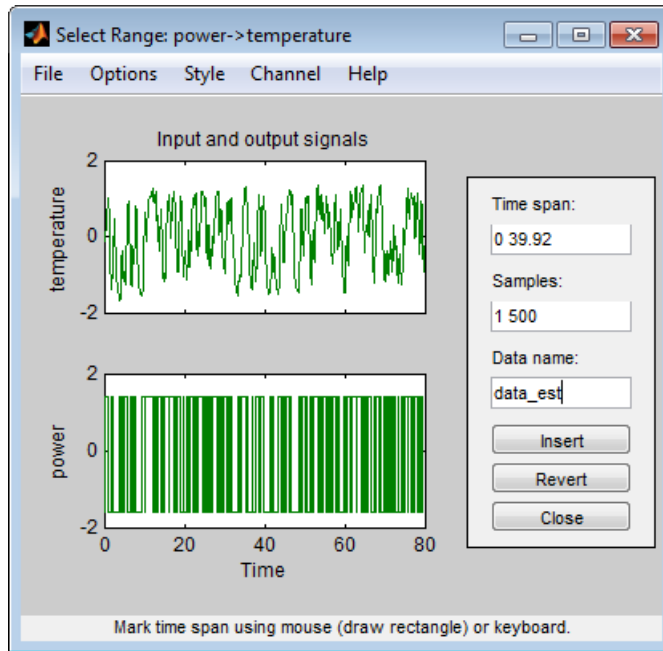 Select Range: power->temperature
File Options Style Channel Help
Input and output signals
2
0
-2
temperature
2
0
-2
power
0 20 40 60 80
Time
Time span:
0 39.92
Samples:
1 500
Data name:
data_est
Insert
Revert
Close
Mark time span using mouse (draw rectangle) or keyboard.